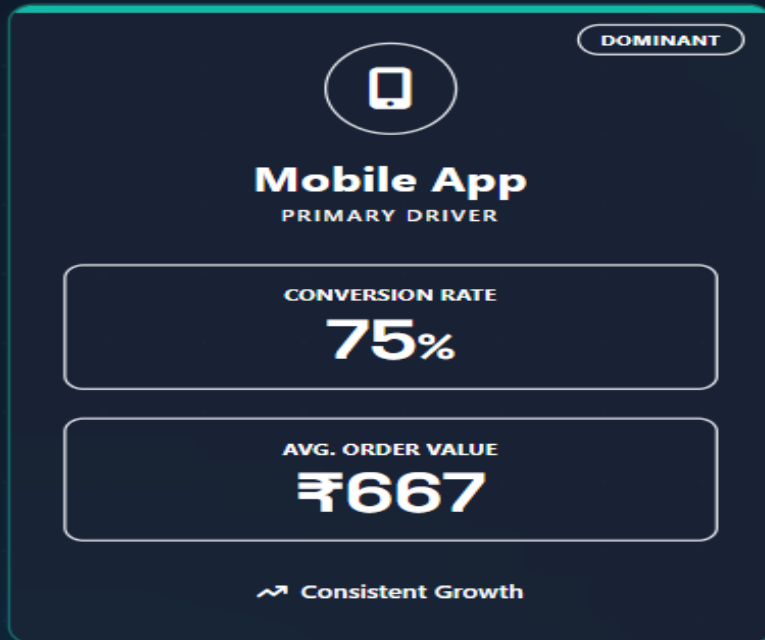 DOMINANT
Mobile App
PRIMARY DRIVER
CONVERSION RATE
75%
AVG. ORDER VALUE
₹667
Consistent Growth